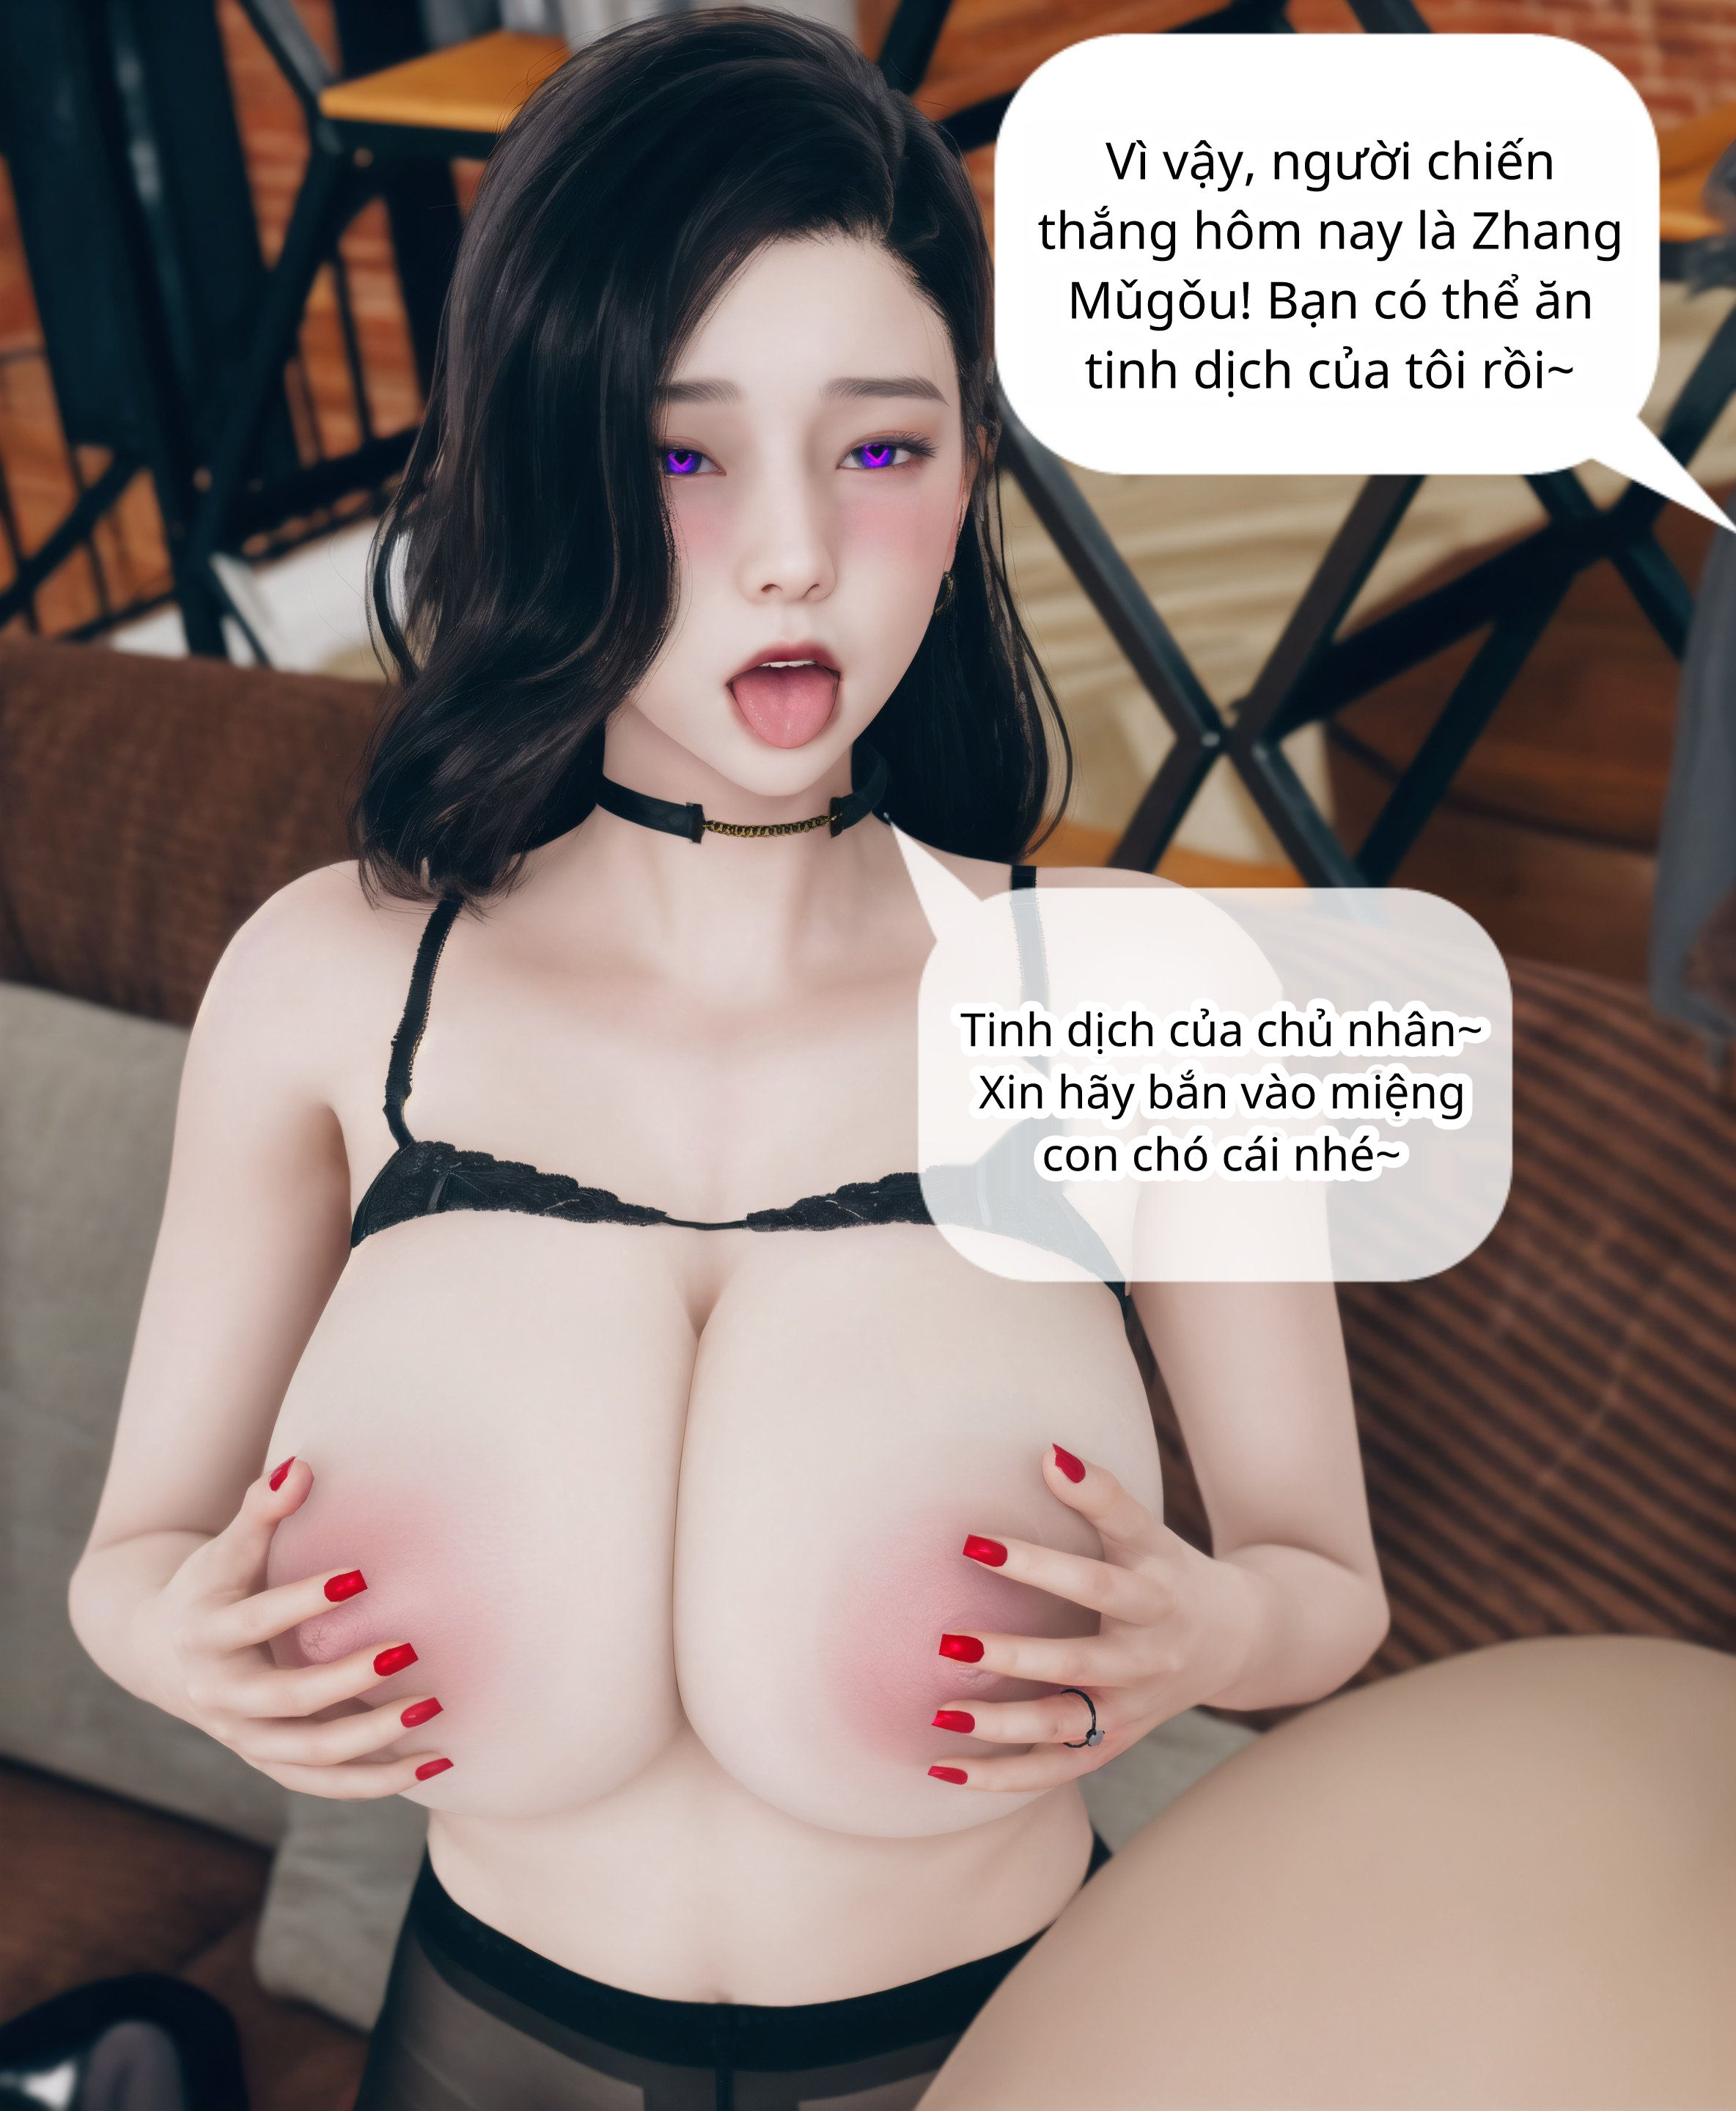 Vì vậy, người chiến
thắng hôm nay là Zhang
Mǔgǒu! Bạn có thể ăn
tinh dịch của tôi rồi~
Tinh dịch của chủ nhân~
Xin hãy bắn vào miệng
con chó cái nhé~